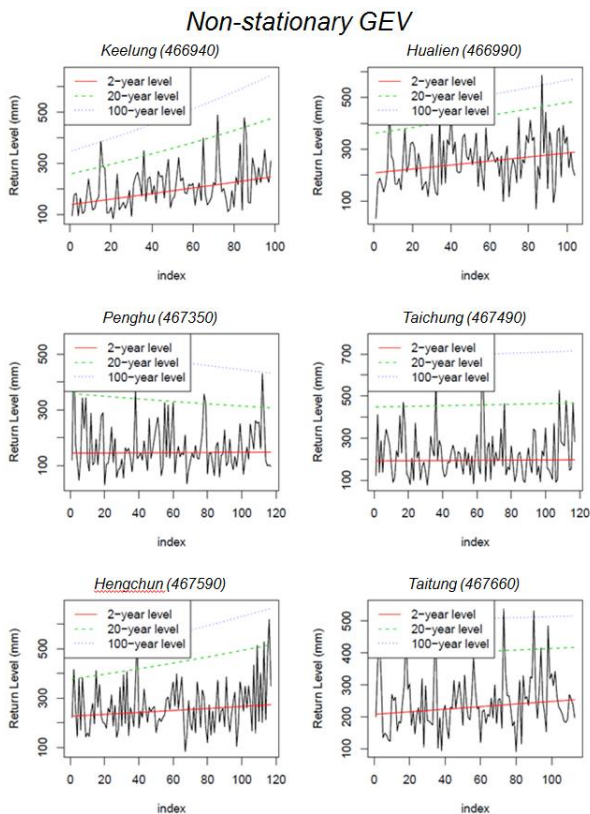 Non-stationary GEV
Keelung (466940)
Hualien (466990)
2-year level
20-year level
100-year level
Return Level (mm)
100 300 500
0 20 40 60 80 100
index
2-year level
20-year level
100-year level
Return Level (mm)
100 300 500
0 20 40 60 80 100
index
Penghu (467350)
Taichung (467490)
2-year level
20-year level
100-year level
Return Level (mm)
100 300 500
0 20 40 60 80 100 120
index
2-year level
20-year level
100-year level
Return Level (mm)
100 200 300 500 700
0 20 40 60 80 100 120
index
Hengchun (467590)
Taitung (467660)
2-year level
20-year level
100-year level
Return Level (mm)
100 300 500
0 20 40 60 80 100 120
index
2-year level
20-year level
100-year level
Return Level (mm)
100 200 300 400 500
0 20 40 60 80 100
index